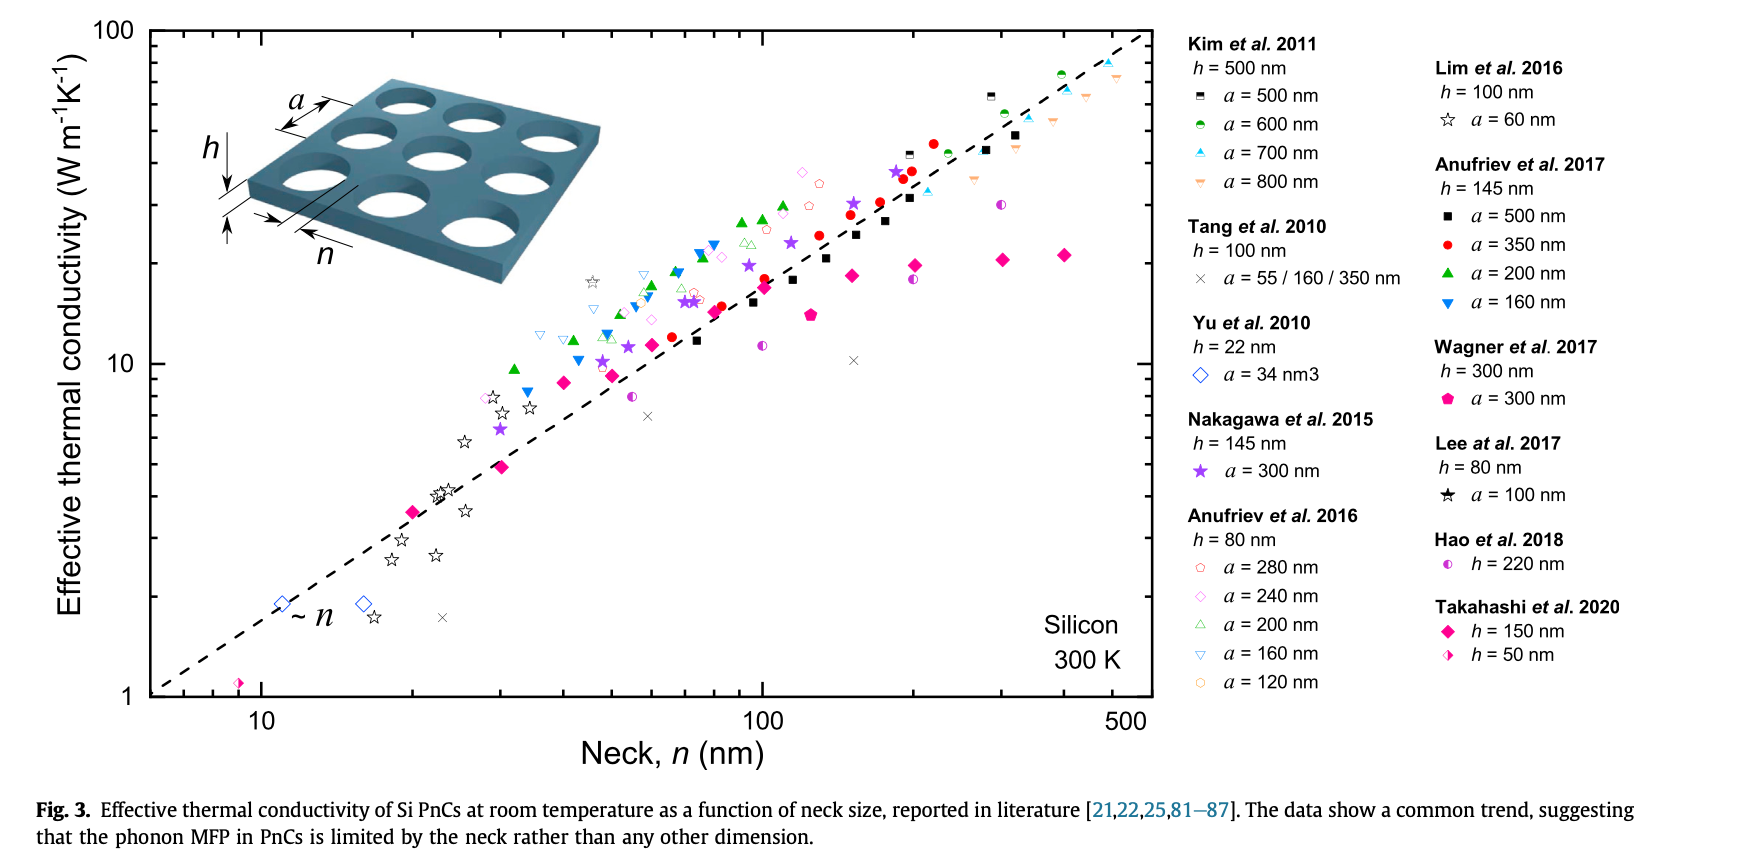 100
10
1
Effective thermal conductivity (W m-1K-1)
a
h
n
~ n
Silicon
300 K
10
100
500
Neck, n (nm)
Kim et al. 2011
h = 500 nm
a = 500 nm
a = 600 nm
a = 700 nm
a = 800 nm
Tang et al. 2010
h = 100 nm
a = 55 / 160 / 350 nm
Yu et al. 2010
h = 22 nm
a = 34 nm3
Nakagawa et al. 2015
h = 145 nm
a = 300 nm
Anufriev et al. 2016
h = 80 nm
a = 280 nm
a = 240 nm
a = 200 nm
a = 160 nm
a = 120 nm
Lim et al. 2016
h = 100 nm
a = 60 nm
Anufriev et al. 2017
h = 145 nm
a = 500 nm
a = 350 nm
a = 200 nm
a = 160 nm
Wagner et al. 2017
h = 300 nm
a = 300 nm
Lee at al. 2017
h = 80 nm
a = 100 nm
Hao et al. 2018
h = 220 nm
Takahashi et al. 2020
h = 150 nm
h = 50 nm
Fig. 3. Effective thermal conductivity of Si PnCs at room temperature as a function of neck size, reported in literature [21,22,25,81–87]. The data show a common trend, suggesting
that the phonon MFP in PnCs is limited by the neck rather than any other dimension.